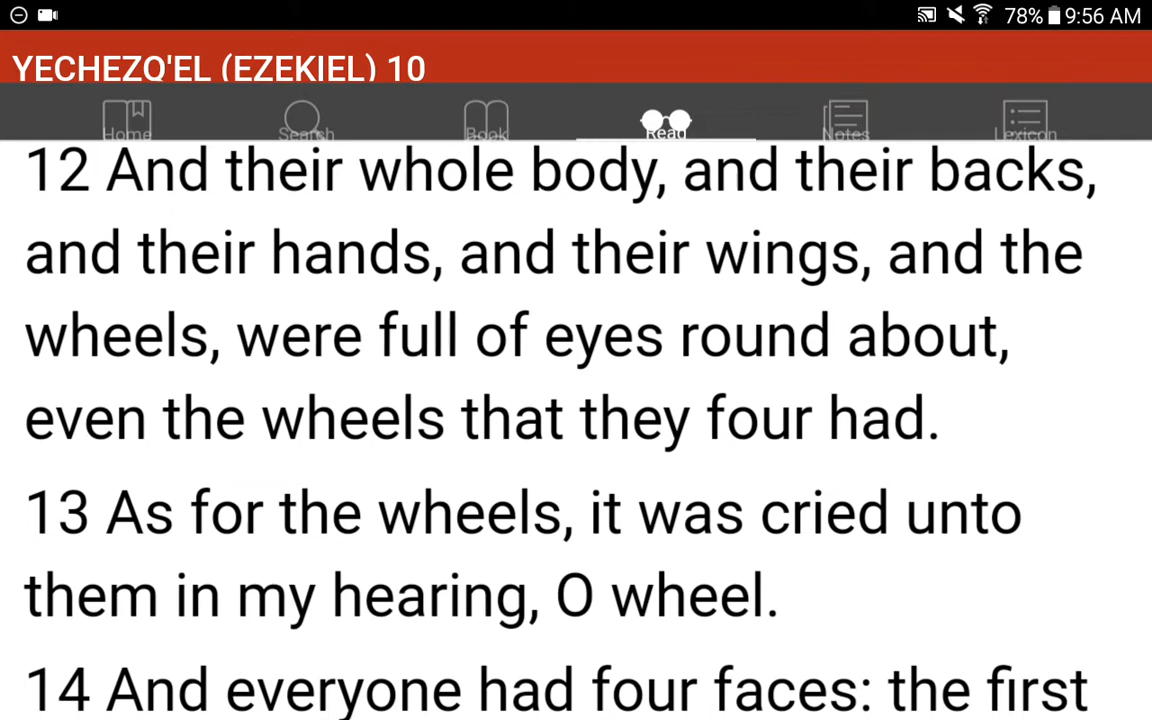 78% 9:56 AM
YECHEZQ'EL (EZEKIEL) 10
Home Search Book Read Notes Lexicon
12 And their whole body, and their backs,
and their hands, and their wings, and the
wheels, were full of eyes round about,
even the wheels that they four had.
13 As for the wheels, it was cried unto
them in my hearing, O wheel.
14 And everyone had four faces: the first